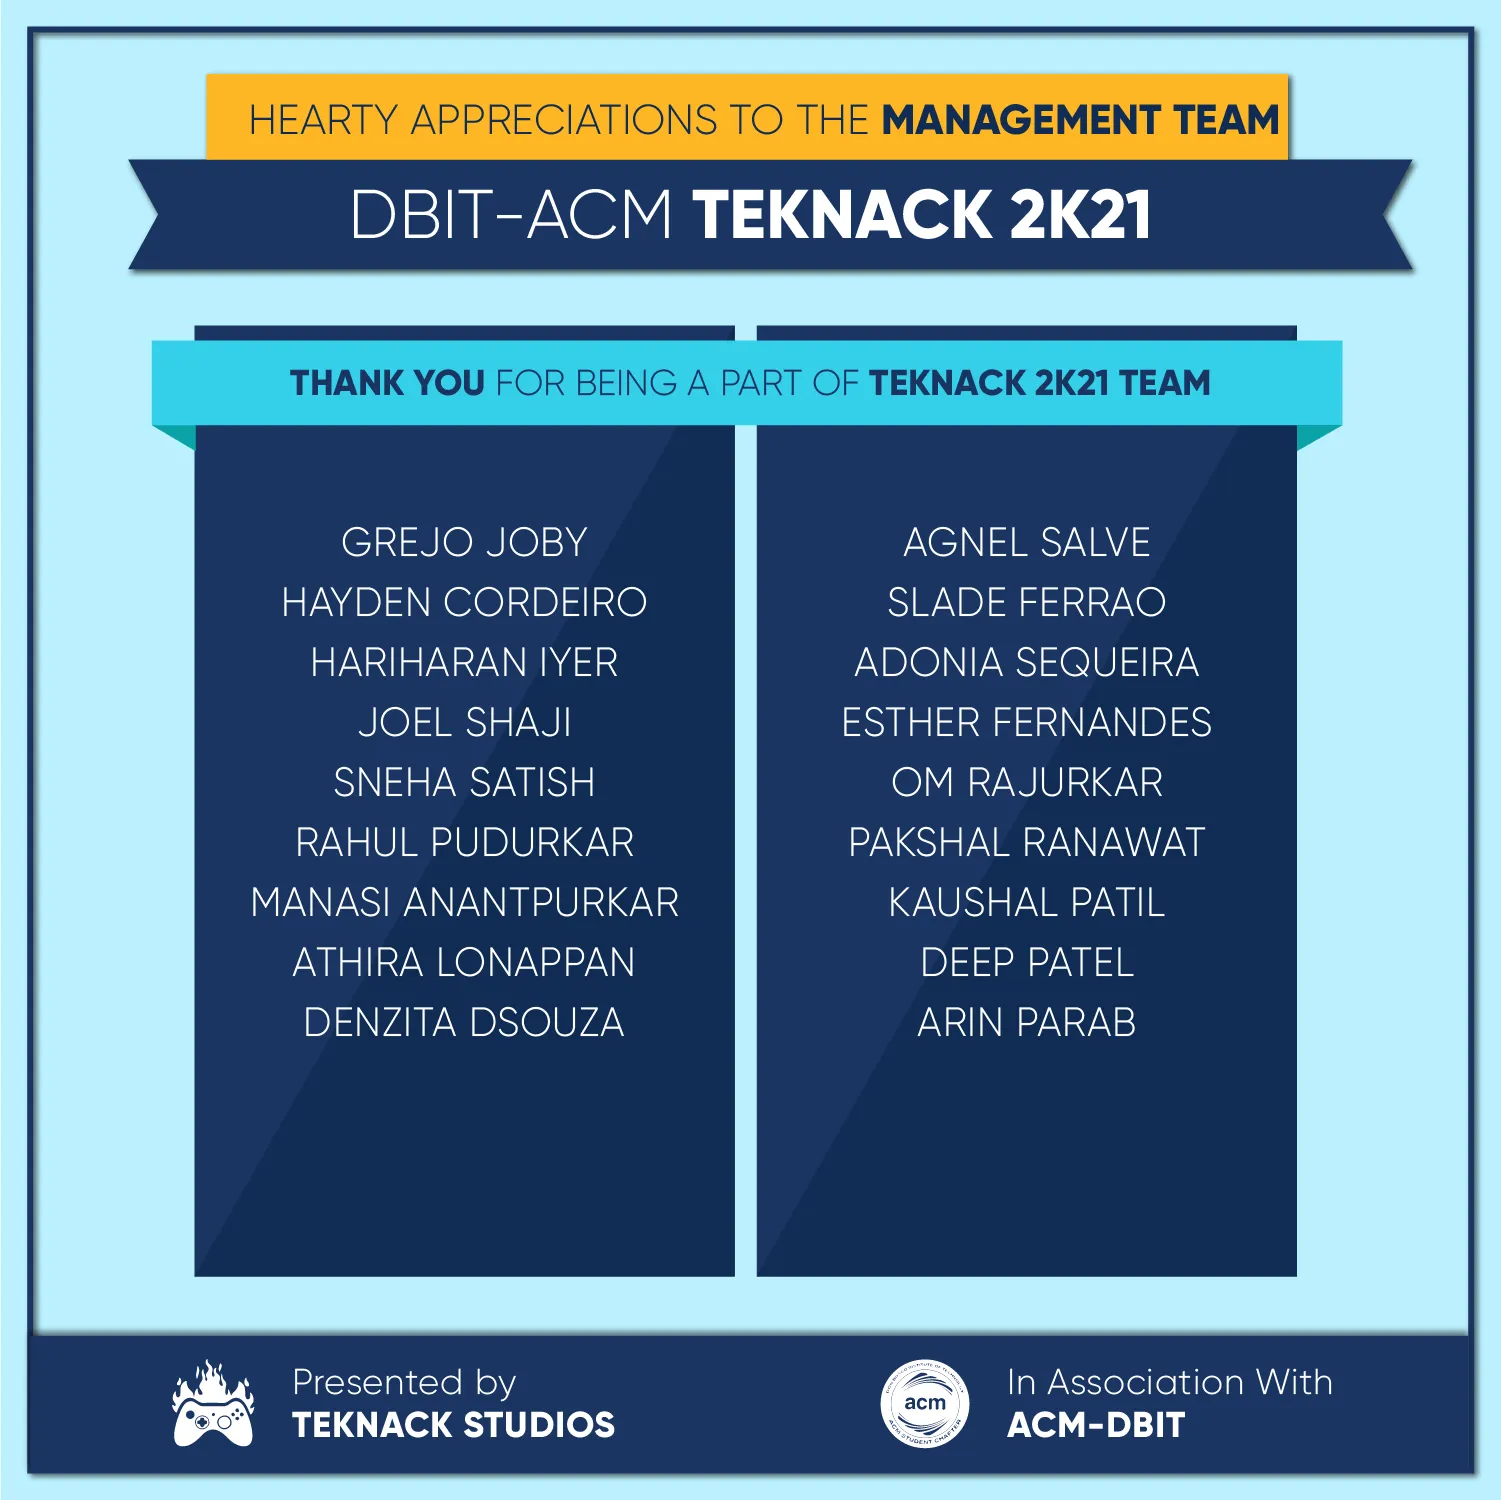 HEARTY APPRECIATIONS TO THE MANAGEMENT TEAM
DBIT-ACM TEKNACK 2K21
THANK YOU FOR BEING A PART OF TEKNACK 2K21 TEAM
GREJO JOBY
HAYDEN CORDEIRO
HARIHARAN IYER
JOEL SHAJI
SNEHA SATISH
RAHUL PUDURKAR
MANASI ANANTPURKAR
ATHIRA LONAPPAN
DENZITA DSOUZA
AGNEL SALVE
SLADE FERRAO
ADONIA SEQUEIRA
ESTHER FERNANDES
OM RAJURKAR
PAKSHAL RANAWAT
KAUSHAL PATIL
DEEP PATEL
ARIN PARAB
Presented by
TEKNACK STUDIOS
acm
ACM STUDENT CHAPTER
In Association With
ACM-DBIT